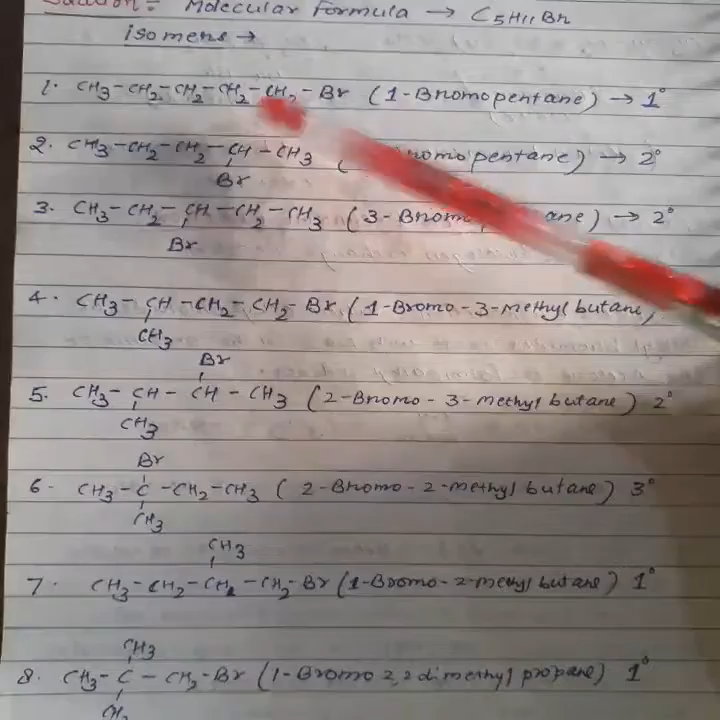 Solution = Molecular Formula → C5H11Br
isomers →
1. CH3-CH2-CH2-CH2-CH2-Br (1-Bromopentane) → 1°
2. CH3-CH2-CH2-CH-CH3 ( omopentane) → 2°
Br
3. CH3-CH2-CH-CH2-CH3 (3-Brom ane) → 2°
Br
4. CH3-CH-CH2-CH2-Br (1-Bromo-3-methyl butane)
CH3
Br
5. CH3-CH-CH-CH3 (2-Bromo-3-methyl butane) 2°
CH3
Br
6- CH3-C-CH2-CH3 (2-Bromo-2-methyl butane) 3°
CH3
CH3
7. CH3-CH2-CH-CH2-Br (1-Bromo-2-methyl butane) 1°
CH3
8. CH3-C-CH2-Br (1-Bromo 2,2 dimethyl propane) 1°